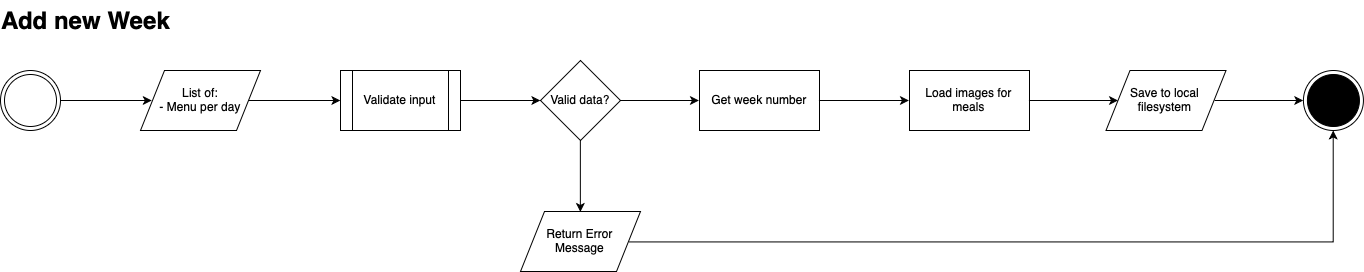 Add new Week
List of:
- Menu per day
Validate input
Valid data?
Get week number
Load images for
meals
Save to local
filesystem
Return Error
Message